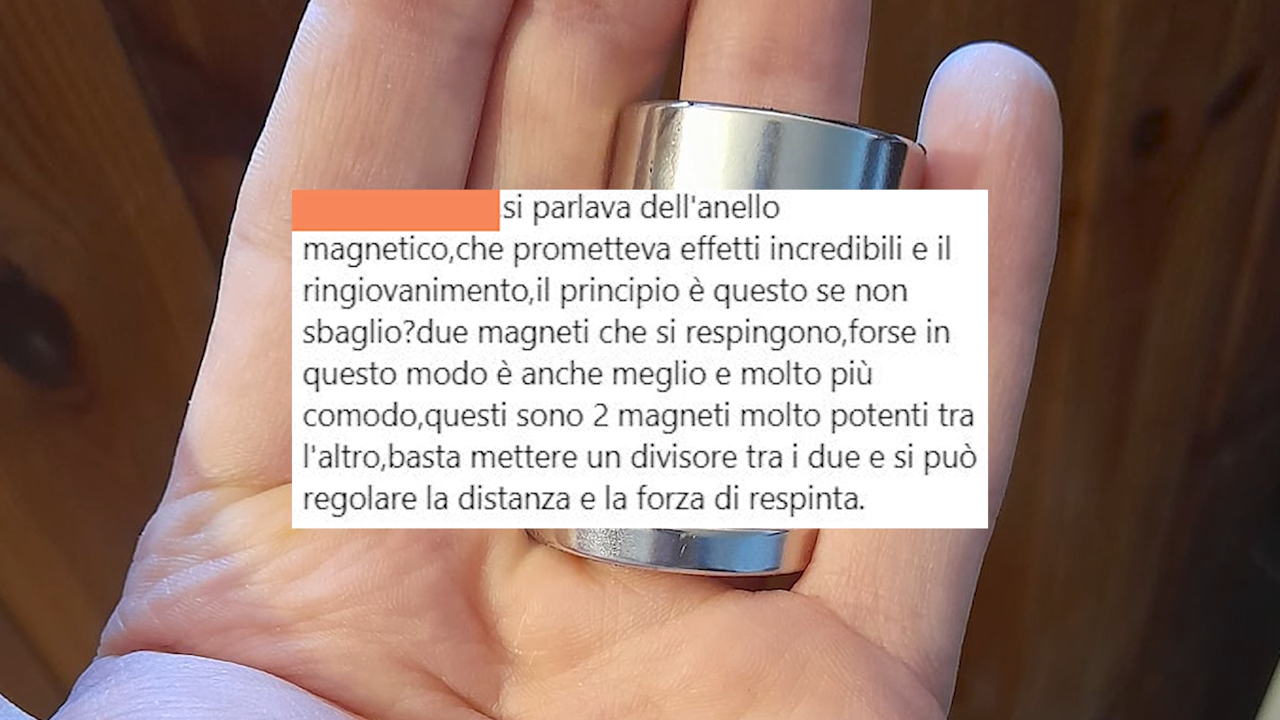 si parlava dell'anello
magnetico,che prometteva effetti incredibili e il
ringiovanimento,il principio è questo se non
sbaglio?due magneti che si respingono,forse in
questo modo è anche meglio e molto più
comodo,questi sono 2 magneti molto potenti tra
l'altro,basta mettere un divisore tra i due e si può
regolare la distanza e la forza di respinta.